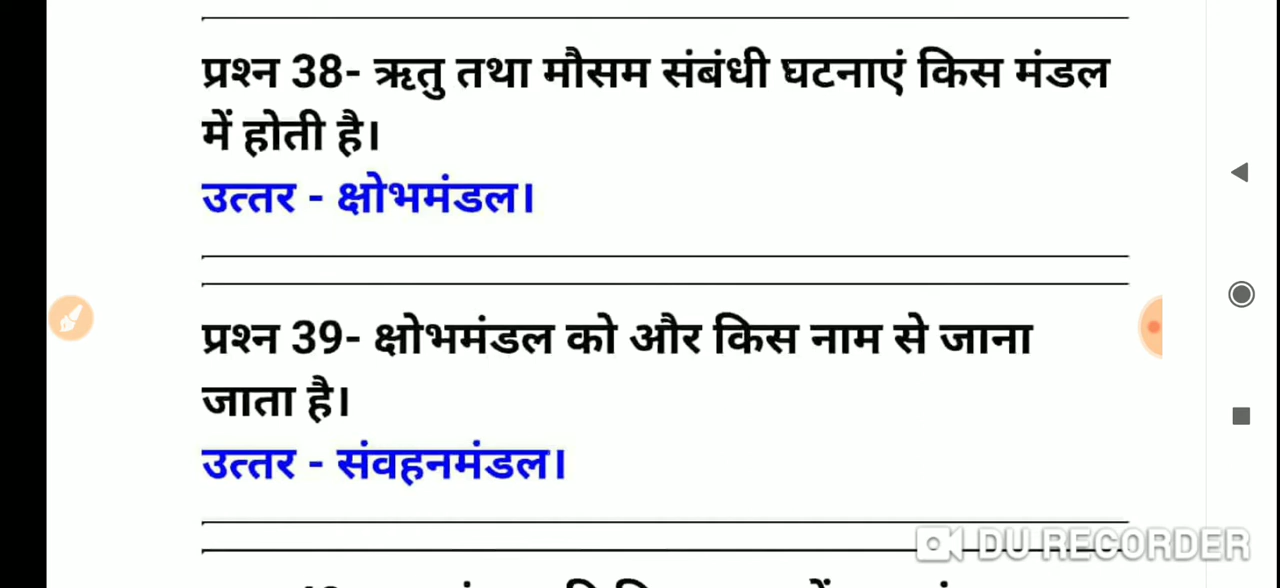 प्रश्न 38- ऋतु तथा मौसम संबंधी घटनाएं किस मंडल
में होती है।
उत्तर - क्षोभमंडल।
प्रश्न 39- क्षोभमंडल को और किस नाम से जाना
जाता है।
उत्तर - संवहनमंडल।
DU RECORDER